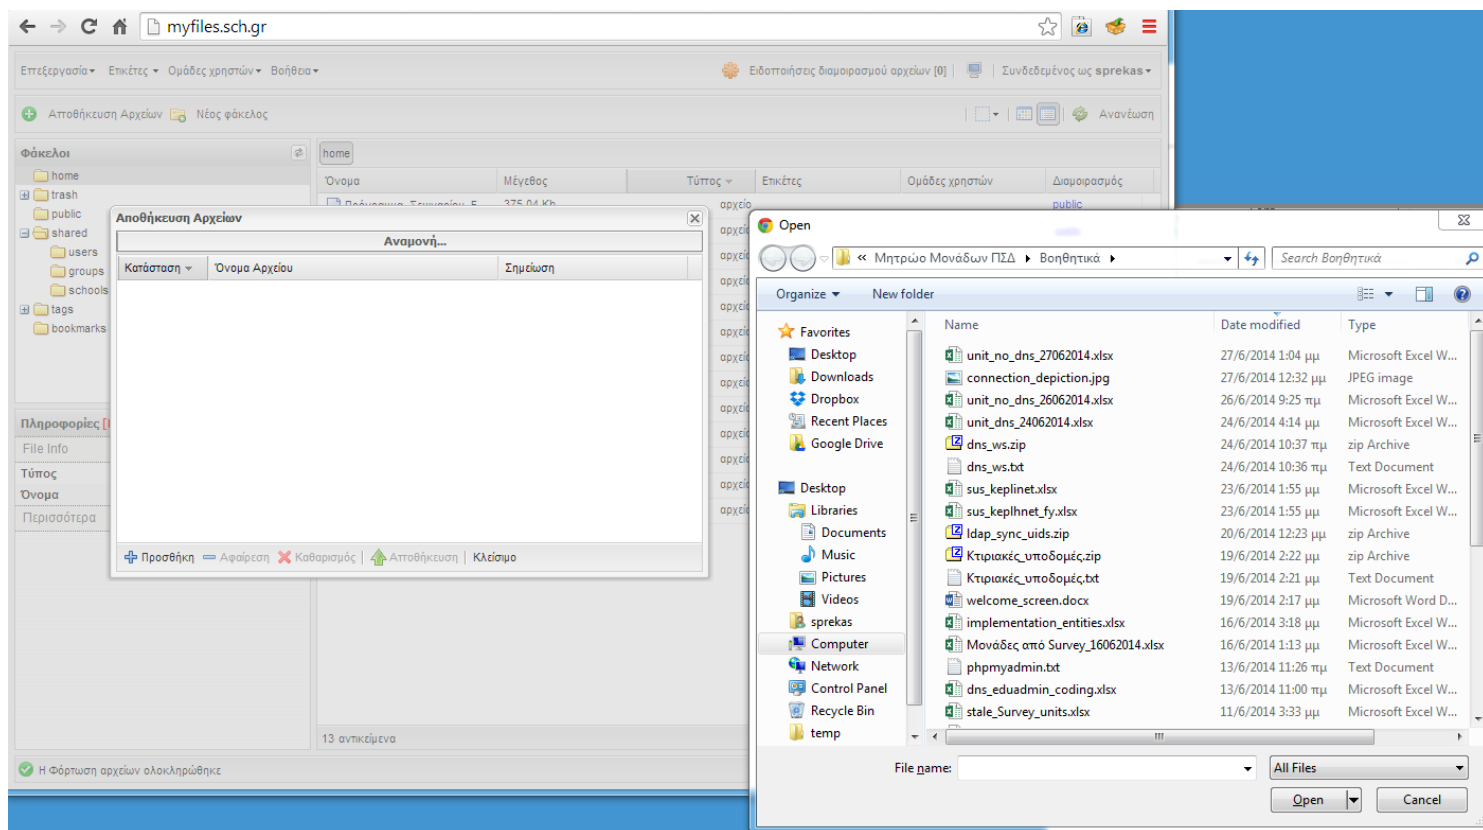 myfiles.sch.gr
Επεξεργασία Ετικέτες Ομάδες χρηστών Βοήθεια Ειδοποιήσεις διαμοιρασμού αρχείων [0] Συνδεδεμένος ως sprekas
Αποθήκευση Αρχείων Νέος φάκελος Ανανέωση
Φάκελοι
home
trash
public
shared
users
groups
schools
tags
bookmarks
home
Όνομα Μέγεθος Τύπος Ετικέτες Ομάδες χρηστών Διαμοιρασμός
375.04 Kb αρχείο public
Πληροφορίες
File Info
Τύπος
Όνομα
Περισσότερα
13 αντικείμενα
Η Φόρτωση αρχείων ολοκληρώθηκε
Αποθήκευση Αρχείων
Αναμονή...
Κατάσταση Όνομα Αρχείου Σημείωση
Προσθήκη Αφαίρεση Καθαρισμός Αποθήκευση Κλείσιμο
Open
« Μητρώο Μονάδων ΠΣΔ Βοηθητικά Search Βοηθητικά
Organize New folder
Favorites
Desktop
Downloads
Dropbox
Recent Places
Google Drive
Desktop
Libraries
Documents
Music
Pictures
Videos
sprekas
Computer
Network
Control Panel
Recycle Bin
temp
Name Date modified Type
unit_no_dns_27062014.xlsx 27/6/2014 1:04 μμ Microsoft Excel W...
connection_depiction.jpg 27/6/2014 12:32 μμ JPEG image
unit_no_dns_26062014.xlsx 26/6/2014 9:25 πμ Microsoft Excel W...
unit_dns_24062014.xlsx 24/6/2014 4:14 μμ Microsoft Excel W...
dns_ws.zip 24/6/2014 10:37 πμ zip Archive
dns_ws.txt 24/6/2014 10:36 πμ Text Document
sus_keplinet.xlsx 23/6/2014 1:55 μμ Microsoft Excel W...
sus_keplhnet_fy.xlsx 23/6/2014 1:55 μμ Microsoft Excel W...
ldap_sync_uids.zip 20/6/2014 12:23 μμ zip Archive
Κτιριακές_υποδομές.zip 19/6/2014 2:22 μμ zip Archive
Κτιριακές_υποδομές.txt 19/6/2014 2:21 μμ Text Document
welcome_screen.docx 19/6/2014 2:17 μμ Microsoft Word D...
implementation_entities.xlsx 16/6/2014 3:18 μμ Microsoft Excel W...
Μονάδες από Survey_16062014.xlsx 16/6/2014 1:13 μμ Microsoft Excel W...
phpmyadmin.txt 13/6/2014 11:26 πμ Text Document
dns_eduadmin_coding.xlsx 13/6/2014 11:00 πμ Microsoft Excel W...
stale_Survey_units.xlsx 11/6/2014 3:33 μμ Microsoft Excel W...
File name: All Files
Open Cancel